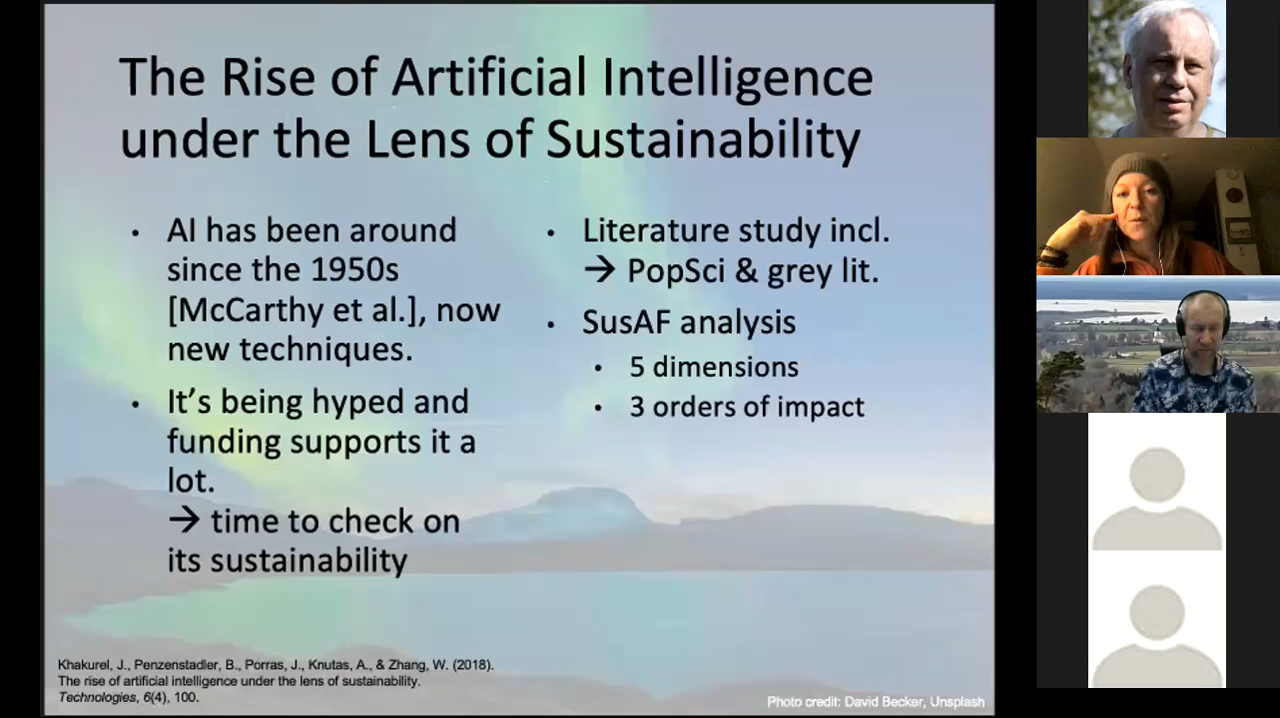 The Rise of Artificial Intelligence
under the Lens of Sustainability
• AI has been around
since the 1950s
[McCarthy et al.], now
new techniques.
• It’s being hyped and
funding supports it a
lot.
→ time to check on
its sustainability
• Literature study incl.
→ PopSci & grey lit.
• SusAF analysis
• 5 dimensions
• 3 orders of impact
Khakurel, J., Penzenstadler, B., Porras, J., Knutas, A., & Zhang, W. (2018).
The rise of artificial intelligence under the lens of sustainability.
Technologies, 6(4), 100.
Photo credit: David Becker, Unsplash